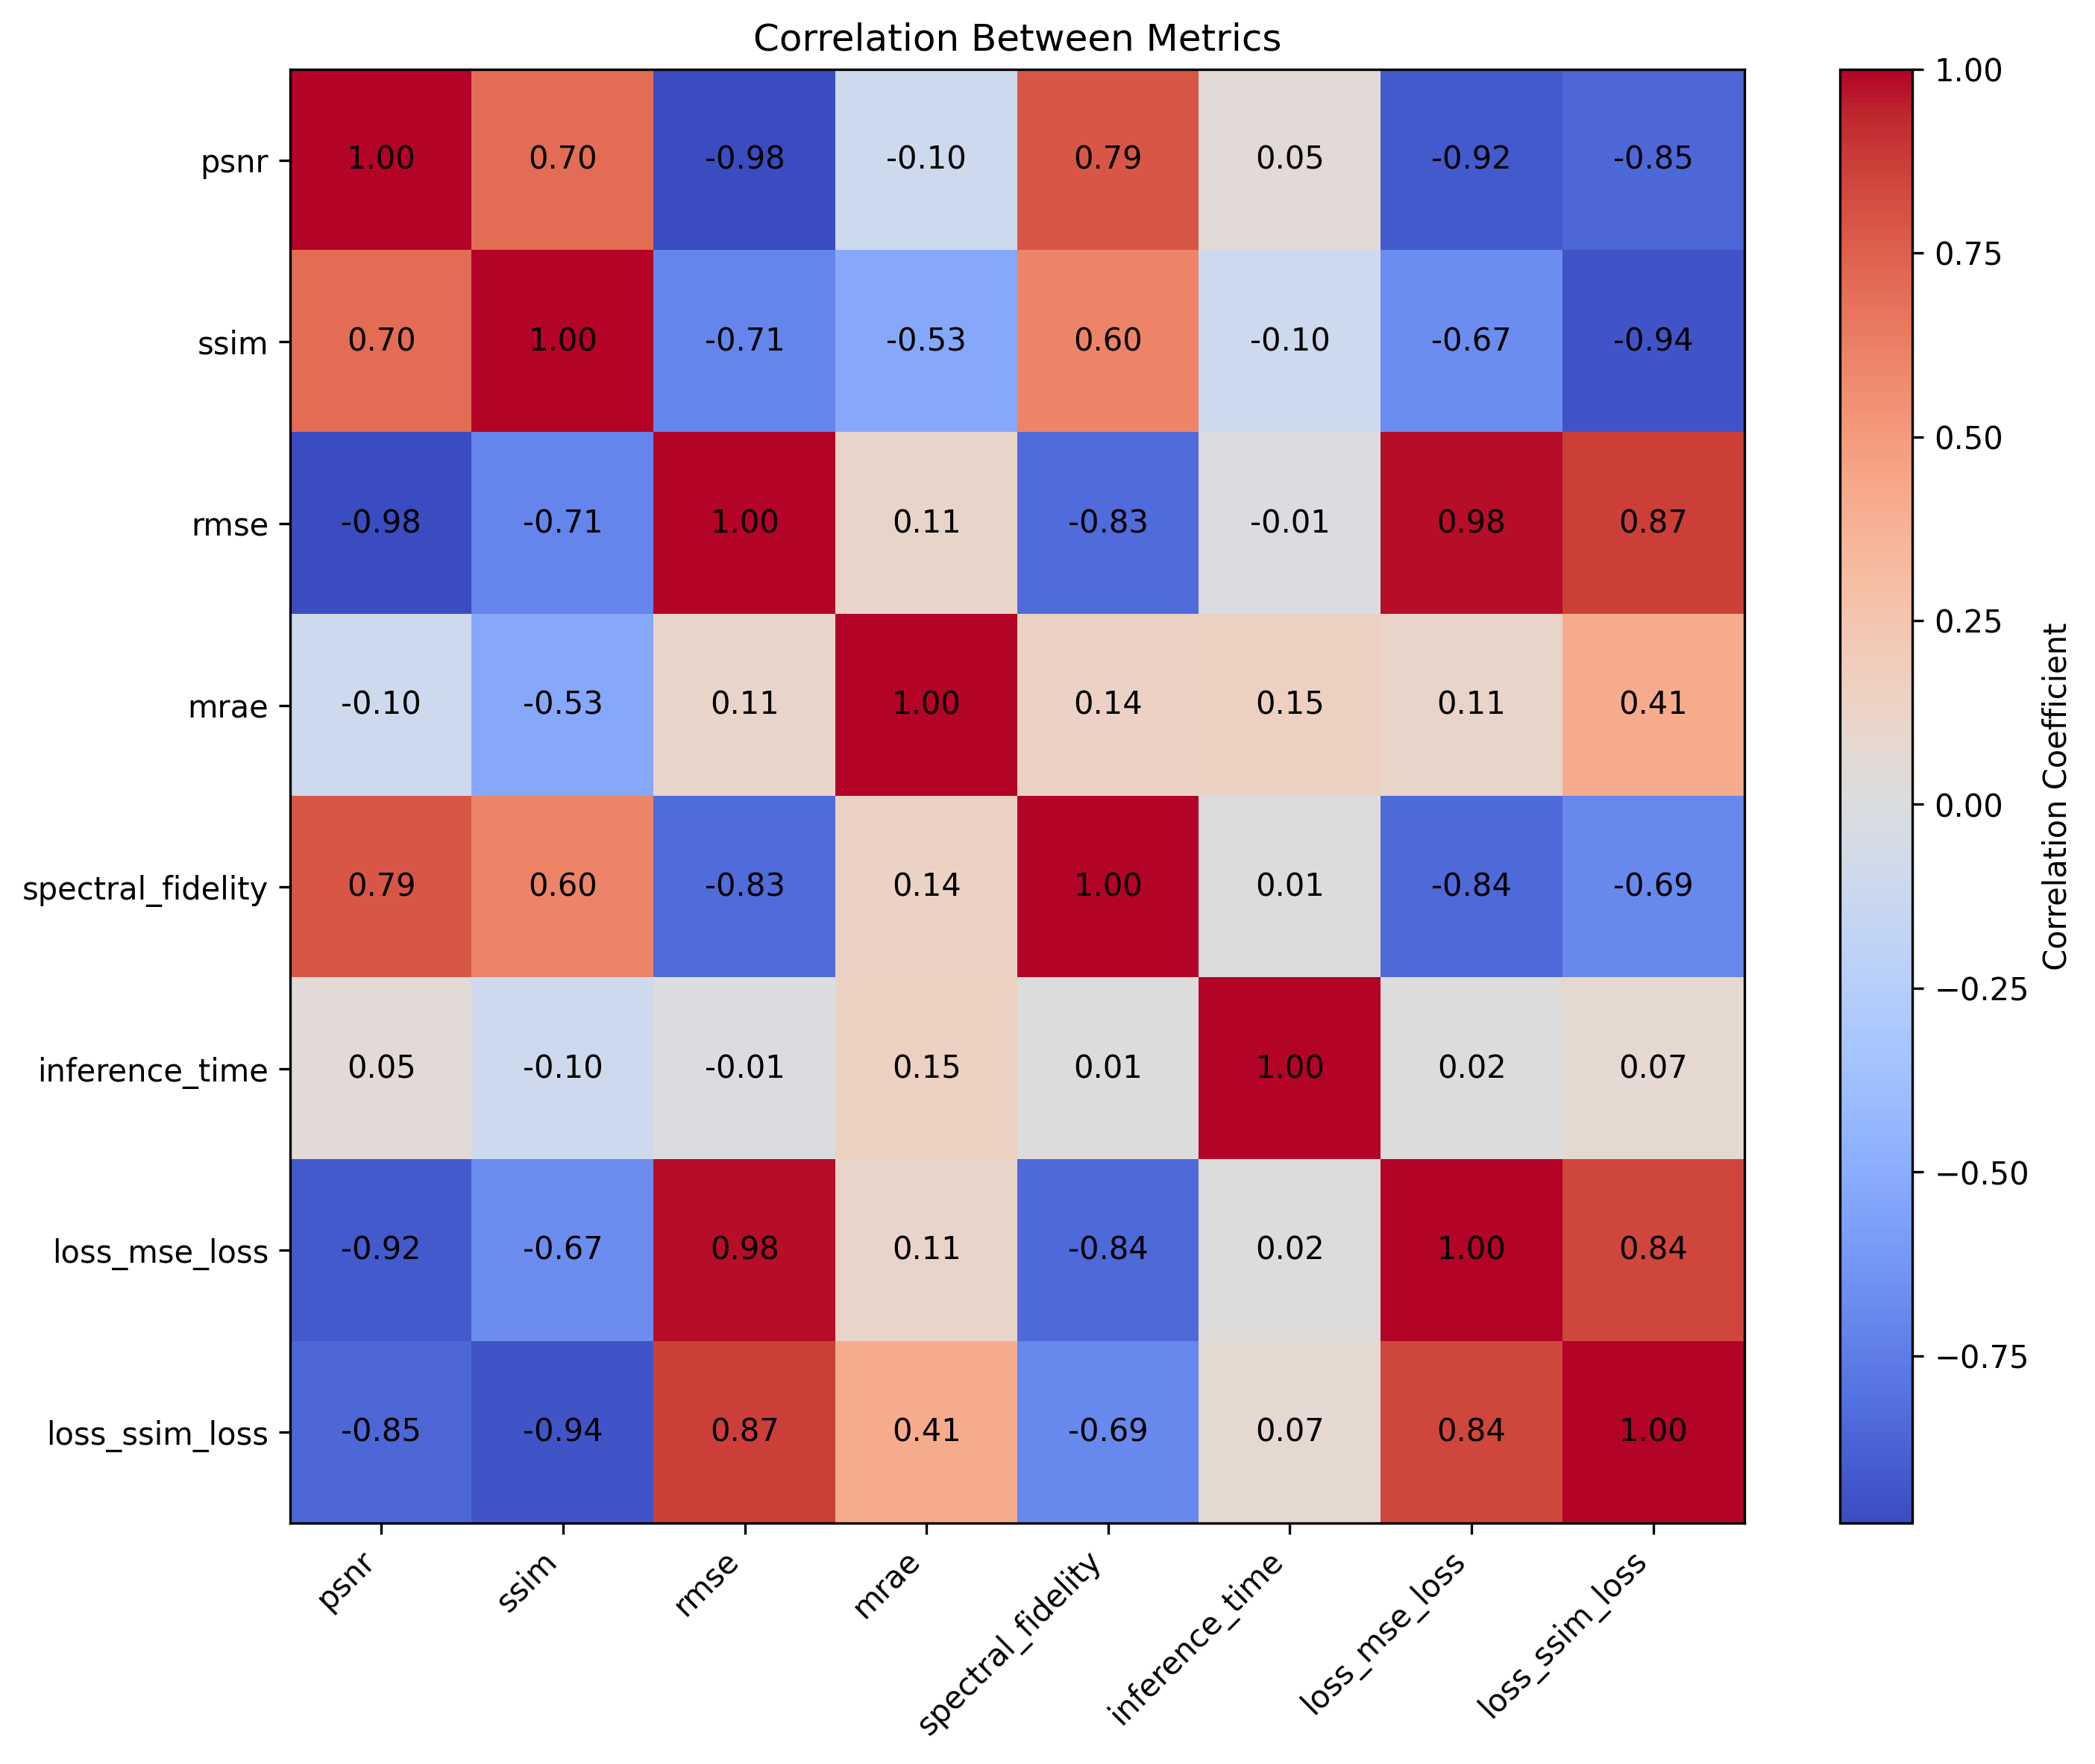 Correlation Between Metrics
psnr 1.00 0.70 -0.98 -0.10 0.79 0.05 -0.92 -0.85
ssim 0.70 1.00 -0.71 -0.53 0.60 -0.10 -0.67 -0.94
rmse -0.98 -0.71 1.00 0.11 -0.83 -0.01 0.98 0.87
mrae -0.10 -0.53 0.11 1.00 0.14 0.15 0.11 0.41
spectral_fidelity 0.79 0.60 -0.83 0.14 1.00 0.01 -0.84 -0.69
inference_time 0.05 -0.10 -0.01 0.15 0.01 1.00 0.02 0.07
loss_mse_loss -0.92 -0.67 0.98 0.11 -0.84 0.02 1.00 0.84
loss_ssim_loss -0.85 -0.94 0.87 0.41 -0.69 0.07 0.84 1.00
psnr ssim rmse mrae spectral_fidelity inference_time loss_mse_loss loss_ssim_loss
1.00
0.75
0.50
0.25
0.00
−0.25
−0.50
−0.75
Correlation Coefficient